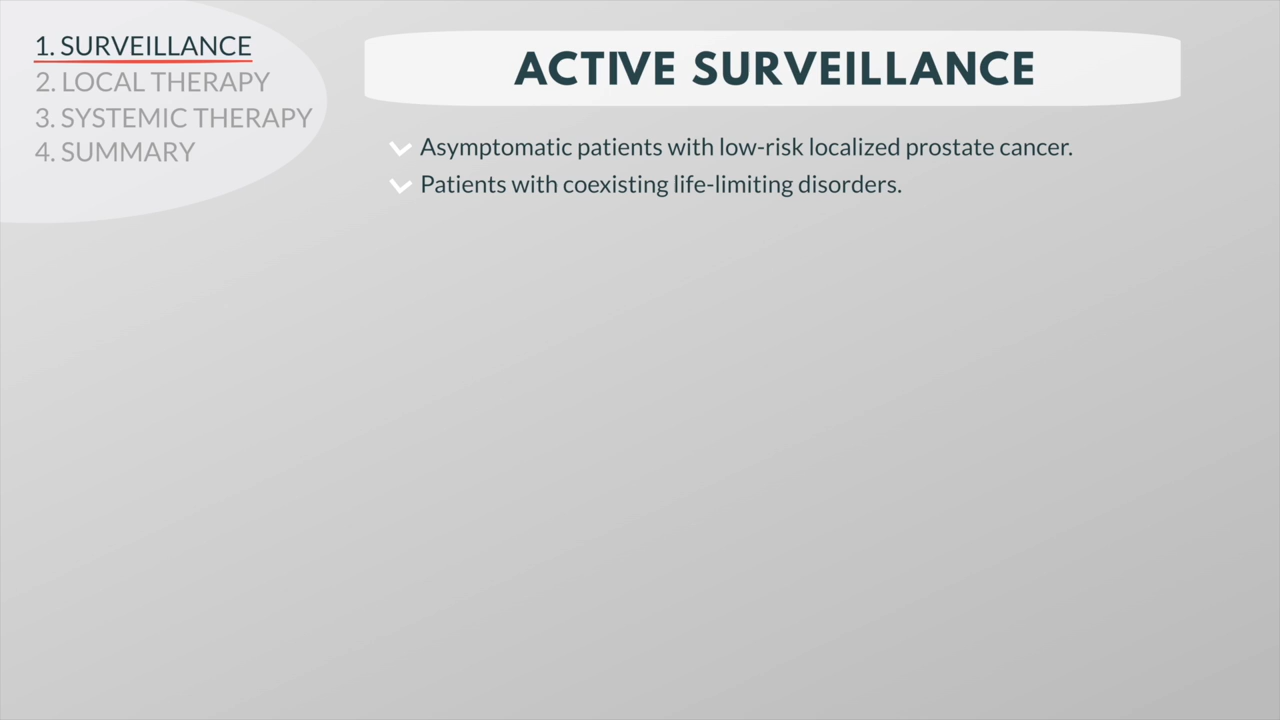 1. SURVEILLANCE
2. LOCAL THERAPY
3. SYSTEMIC THERAPY
4. SUMMARY
ACTIVE SURVEILLANCE
Asymptomatic patients with low-risk localized prostate cancer.
Patients with coexisting life-limiting disorders.